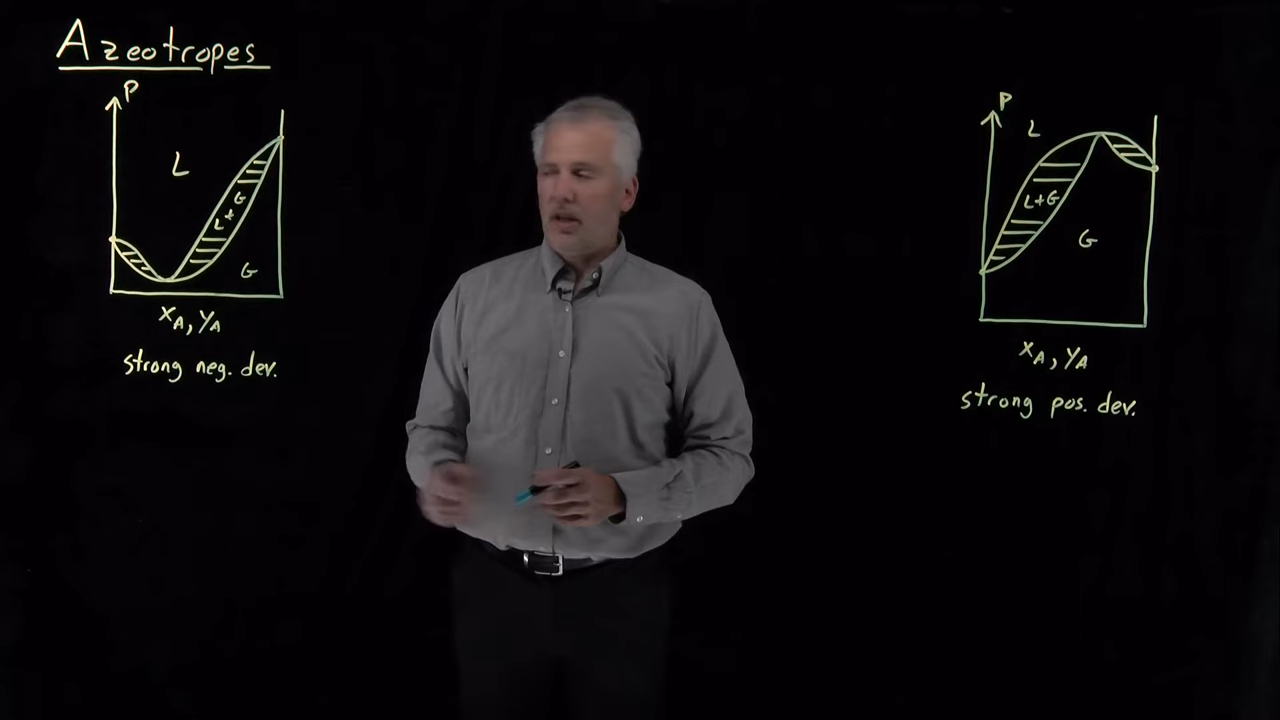 Azeotropes
P
L
L+G
G
xA, yA
strong neg. dev.
P
L
L+G
G
xA, yA
strong pos. dev.